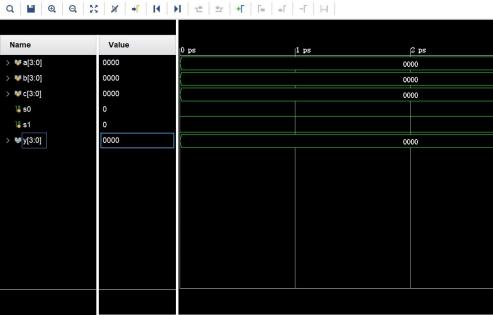 Name Value
0 ps 1 ps 2 ps
a[3:0] 0000 0000
b[3:0] 0000 0000
c[3:0] 0000 0000
s0 0
s1 0
y[3:0] 0000 0000